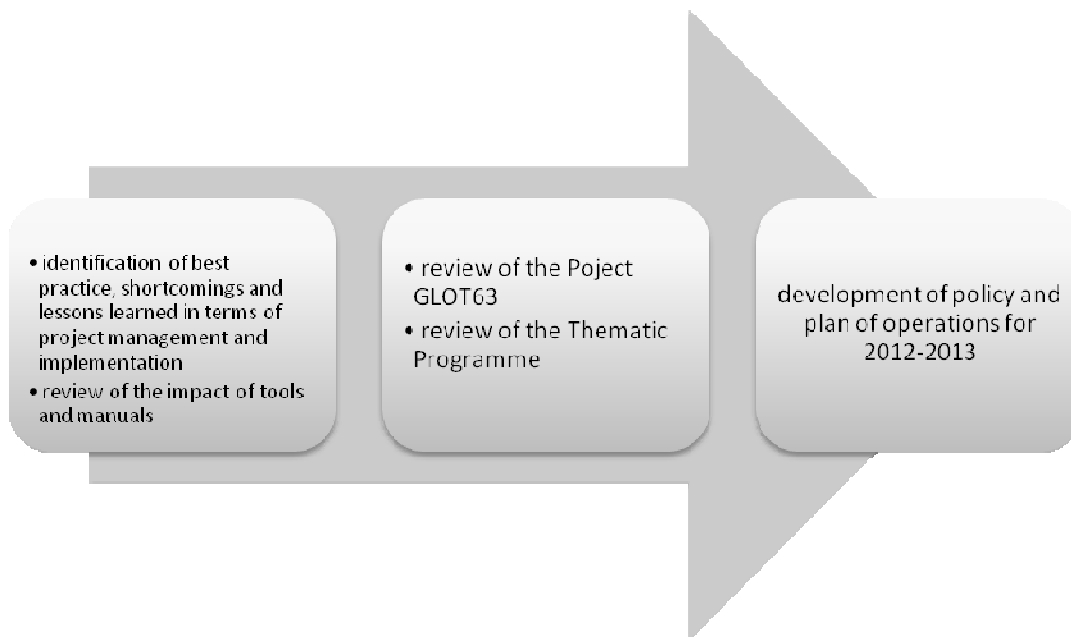 • identification of best
practice, shortcomings and
lessons learned in terms of
project management and
implementation
• review of the impact of tools
and manuals
• review of the Poject
GLOT63
• review of the Thematic
Programme
development of policy and
plan of operations for
2012-2013